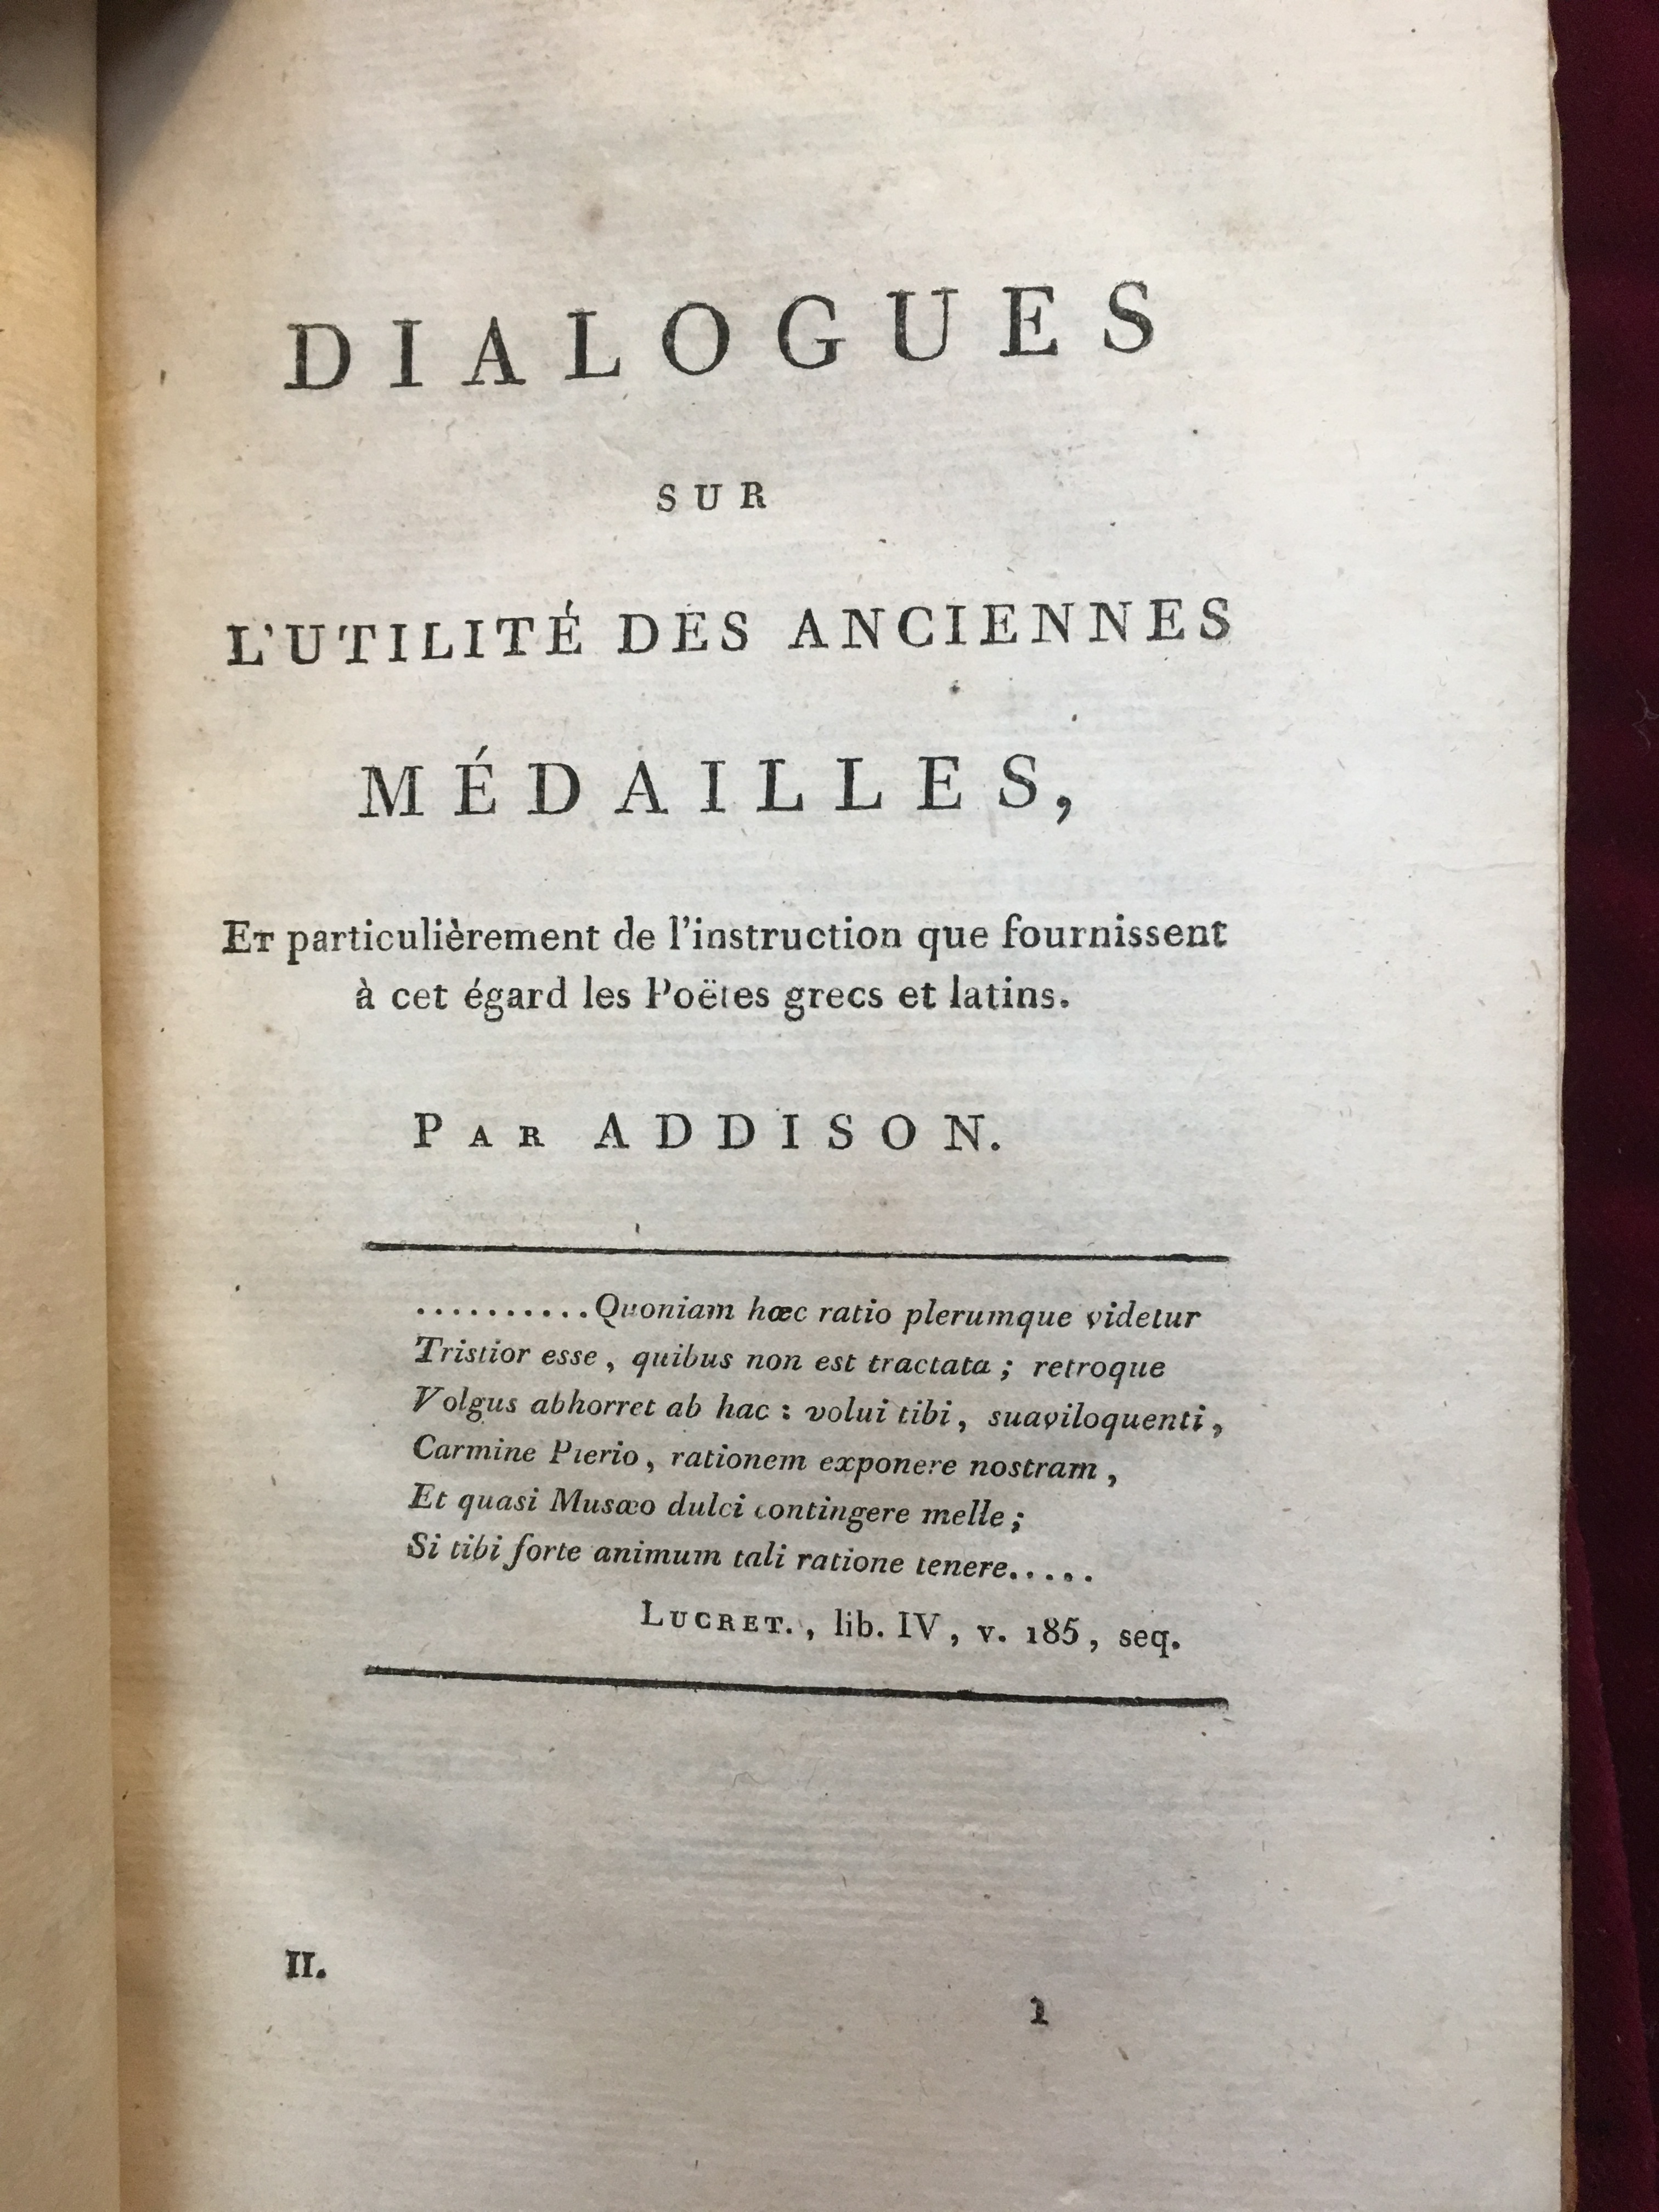 DIALOGUES
SUR
L'UTILITÉ DES ANCIENNES
MÉDAILLES,
Et particulièrement de l'instruction que fournissent
à cet égard les Poëtes grecs et latins.
PAR ADDISON.
..........Quoniam hæc ratio plerumque videtur
Tristior esse, quibus non est tractata; retroque
Volgus abhorret ab hac: volui tibi, suaviloquenti,
Carmine Pierio, rationem exponere nostram,
Et quasi Musæo dulci contingere melle;
Si tibi forte animum tali ratione tenere.....
LUCRET., lib. IV, v. 185, seq.
II.
1